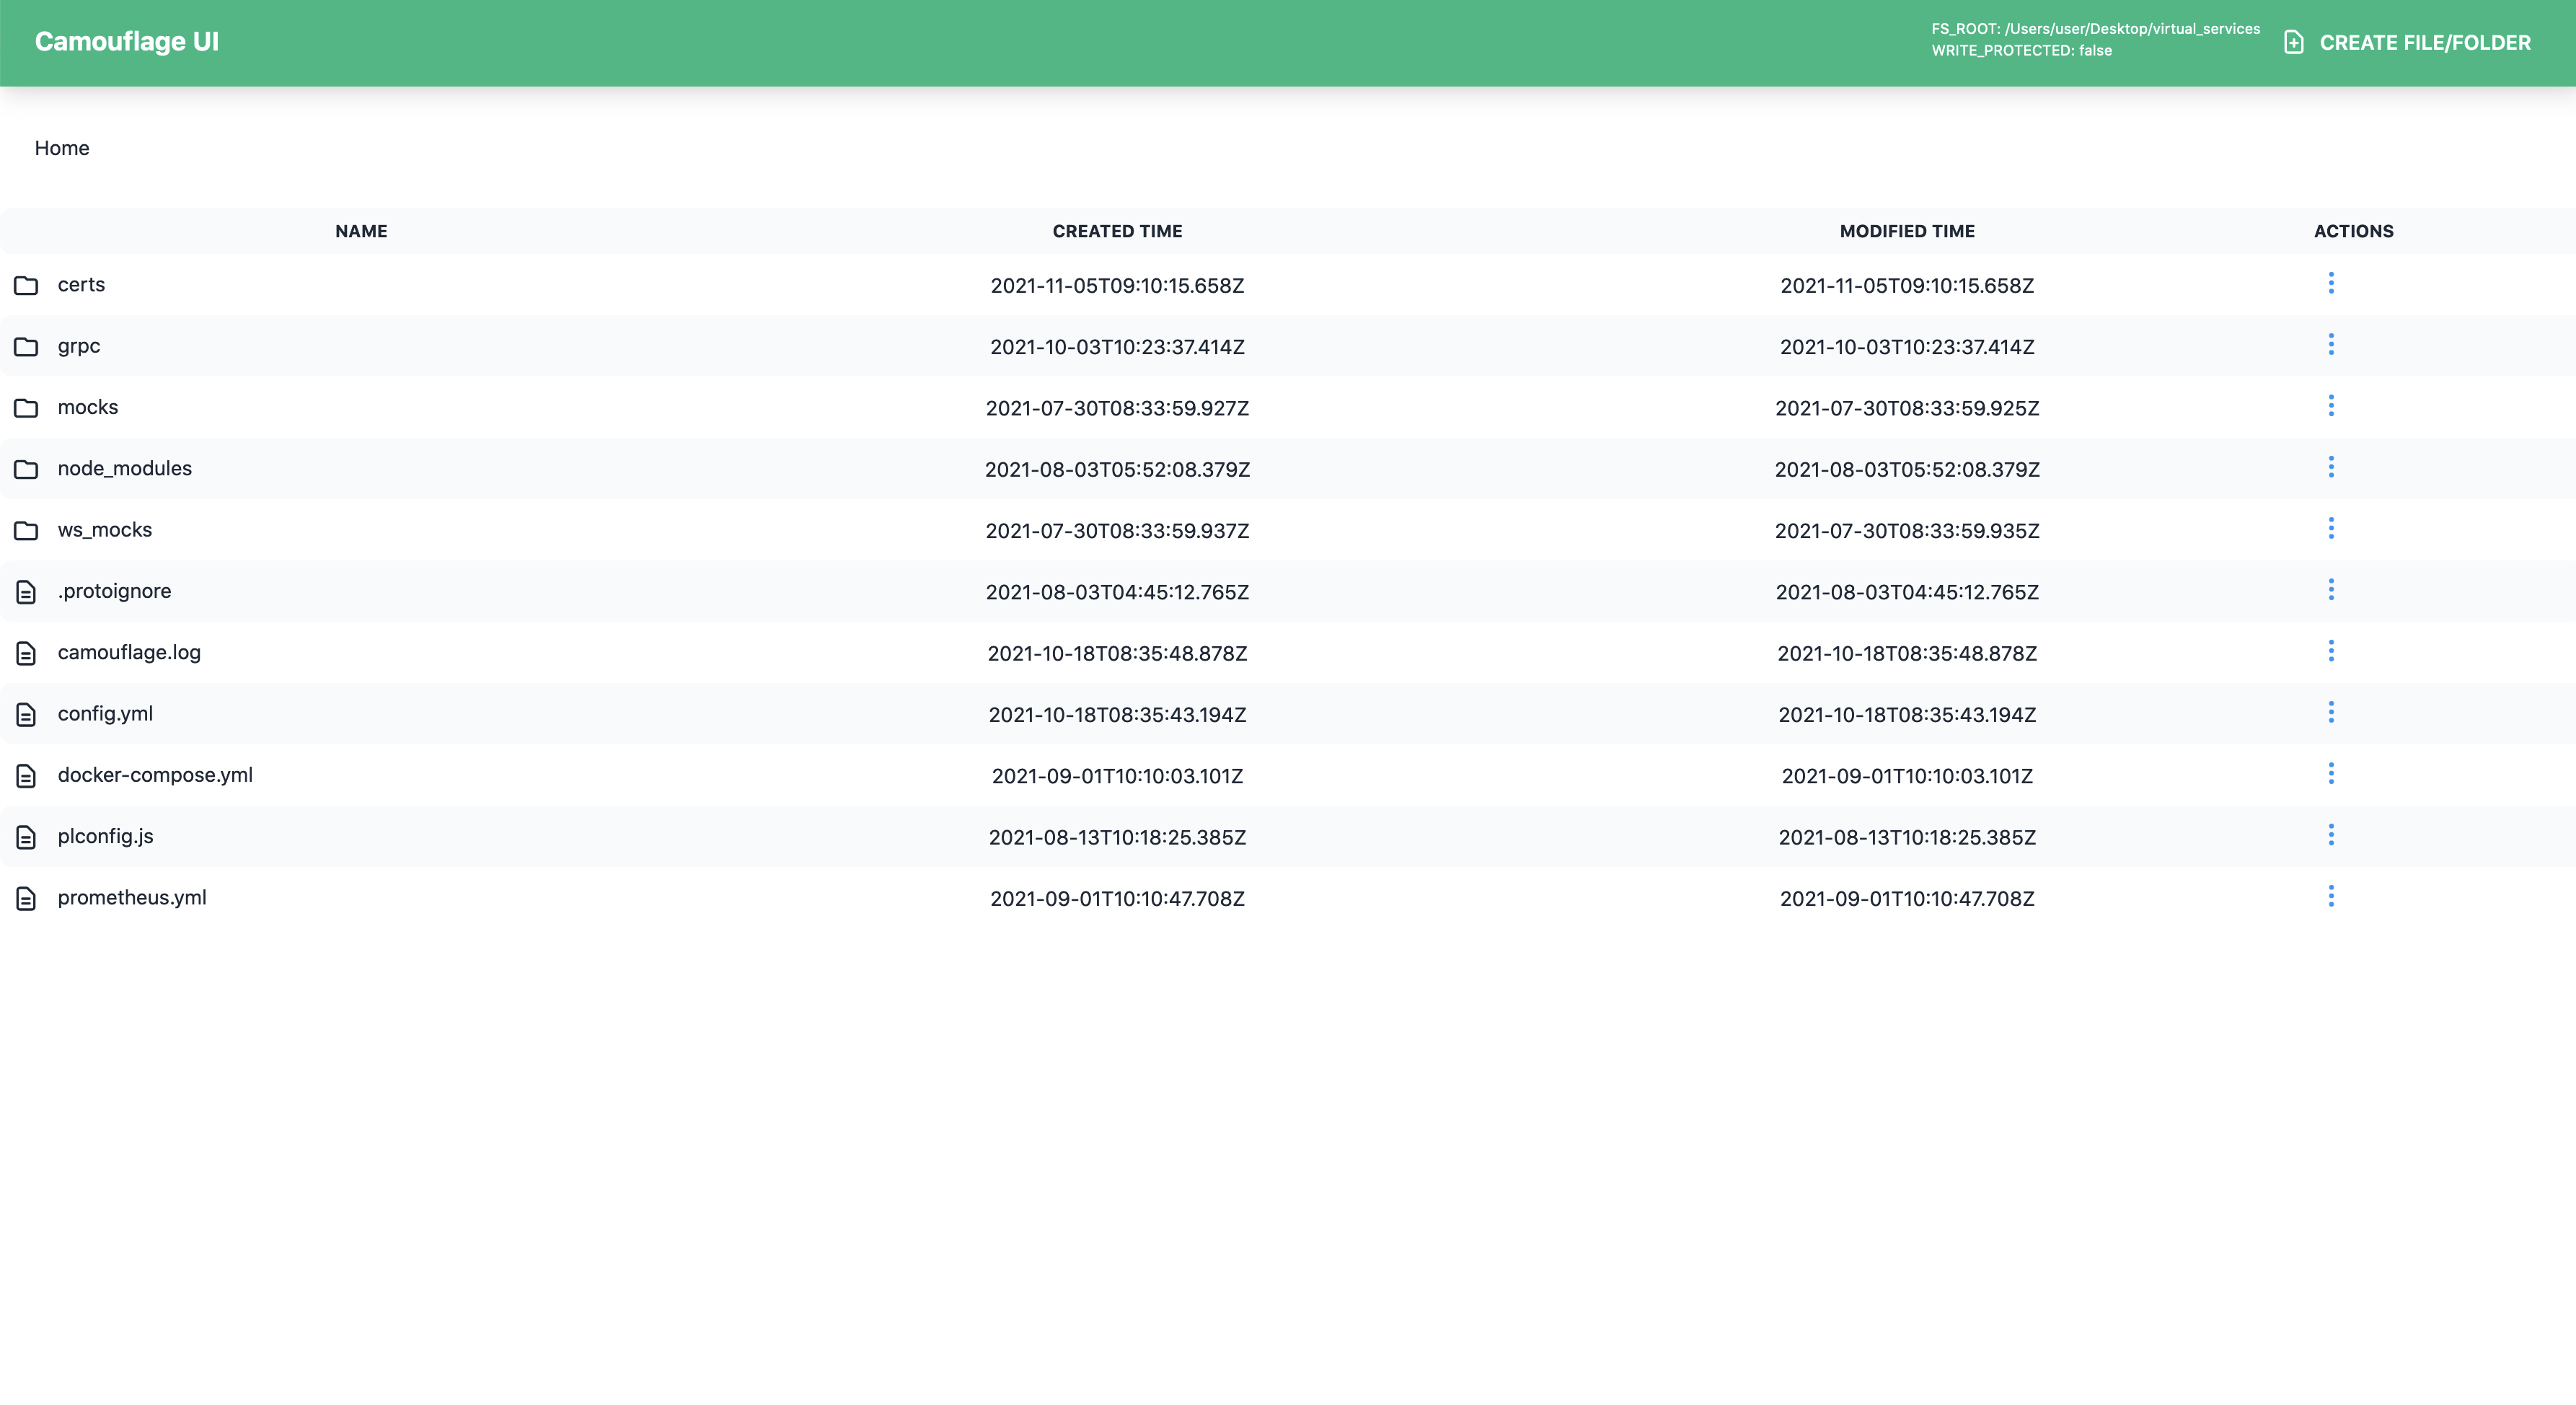 Camouflage UI
FS_ROOT: /Users/user/Desktop/virtual_services
WRITE_PROTECTED: false
CREATE FILE/FOLDER
Home
NAME CREATED TIME MODIFIED TIME ACTIONS
certs 2021-11-05T09:10:15.658Z 2021-11-05T09:10:15.658Z
grpc 2021-10-03T10:23:37.414Z 2021-10-03T10:23:37.414Z
mocks 2021-07-30T08:33:59.927Z 2021-07-30T08:33:59.925Z
node_modules 2021-08-03T05:52:08.379Z 2021-08-03T05:52:08.379Z
ws_mocks 2021-07-30T08:33:59.937Z 2021-07-30T08:33:59.935Z
.protoignore 2021-08-03T04:45:12.765Z 2021-08-03T04:45:12.765Z
camouflage.log 2021-10-18T08:35:48.878Z 2021-10-18T08:35:48.878Z
config.yml 2021-10-18T08:35:43.194Z 2021-10-18T08:35:43.194Z
docker-compose.yml 2021-09-01T10:10:03.101Z 2021-09-01T10:10:03.101Z
plconfig.js 2021-08-13T10:18:25.385Z 2021-08-13T10:18:25.385Z
prometheus.yml 2021-09-01T10:10:47.708Z 2021-09-01T10:10:47.708Z